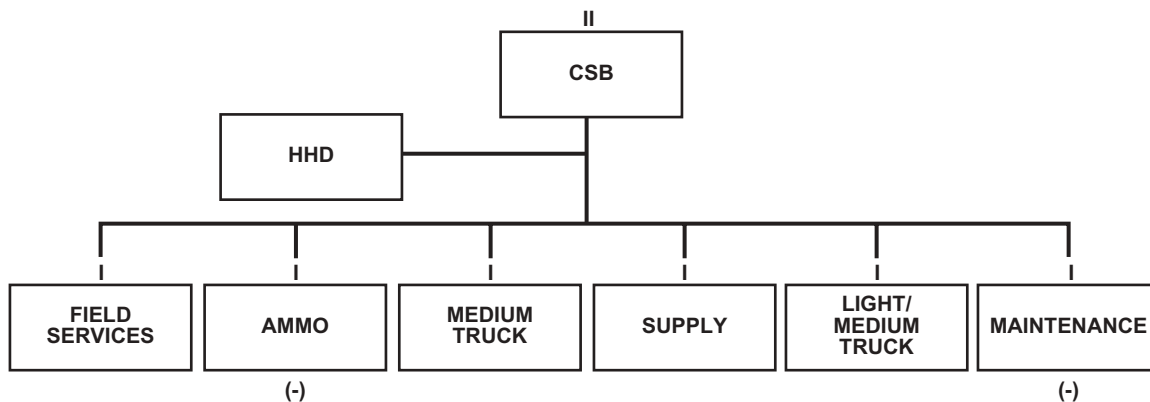 II
CSB
HHD
I I I I I I
FIELD
SERVICES
AMMO
MEDIUM
TRUCK
SUPPLY
LIGHT/
MEDIUM
TRUCK
MAINTENANCE
(-) (-)